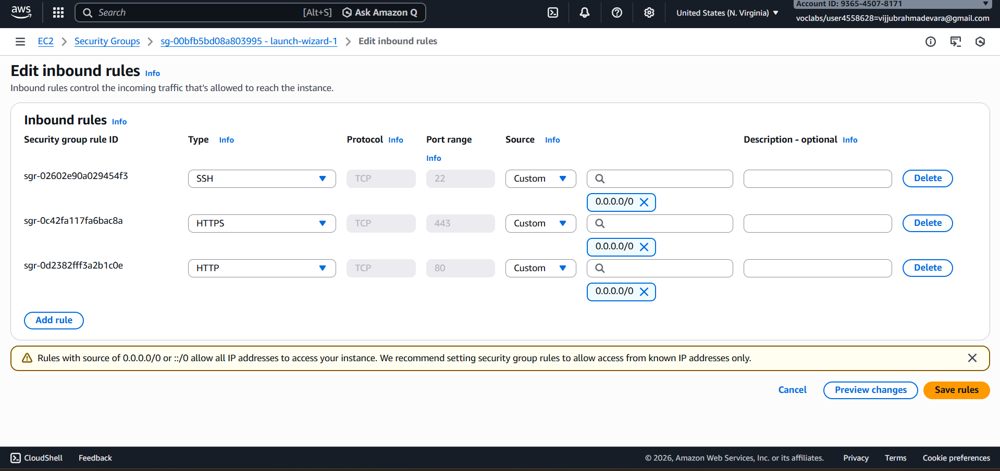 aws
Search [Alt+S] Ask Amazon Q
United States (N. Virginia)
Account ID: 9365-4507-8171
voclabs/user4558628=vijjubrahmadevara@gmail.com
EC2 Security Groups sg-00bfb5bd08a803995 - launch-wizard-1 Edit inbound rules
Edit inbound rules Info
Inbound rules control the incoming traffic that's allowed to reach the instance.
Inbound rules Info
Security group rule ID Type Info Protocol Info Port range Info Source Info Description - optional Info
sgr-02602e90a029454f3 SSH TCP 22 Custom Delete
0.0.0.0/0
sgr-0c42fa117fa6bac8a HTTPS TCP 443 Custom Delete
0.0.0.0/0
sgr-0d2382fff3a2b1c0e HTTP TCP 80 Custom Delete
0.0.0.0/0
Add rule
Rules with source of 0.0.0.0/0 or ::/0 allow all IP addresses to access your instance. We recommend setting security group rules to allow access from known IP addresses only.
Cancel Preview changes Save rules
CloudShell Feedback © 2026, Amazon Web Services, Inc. or its affiliates. Privacy Terms Cookie preferences